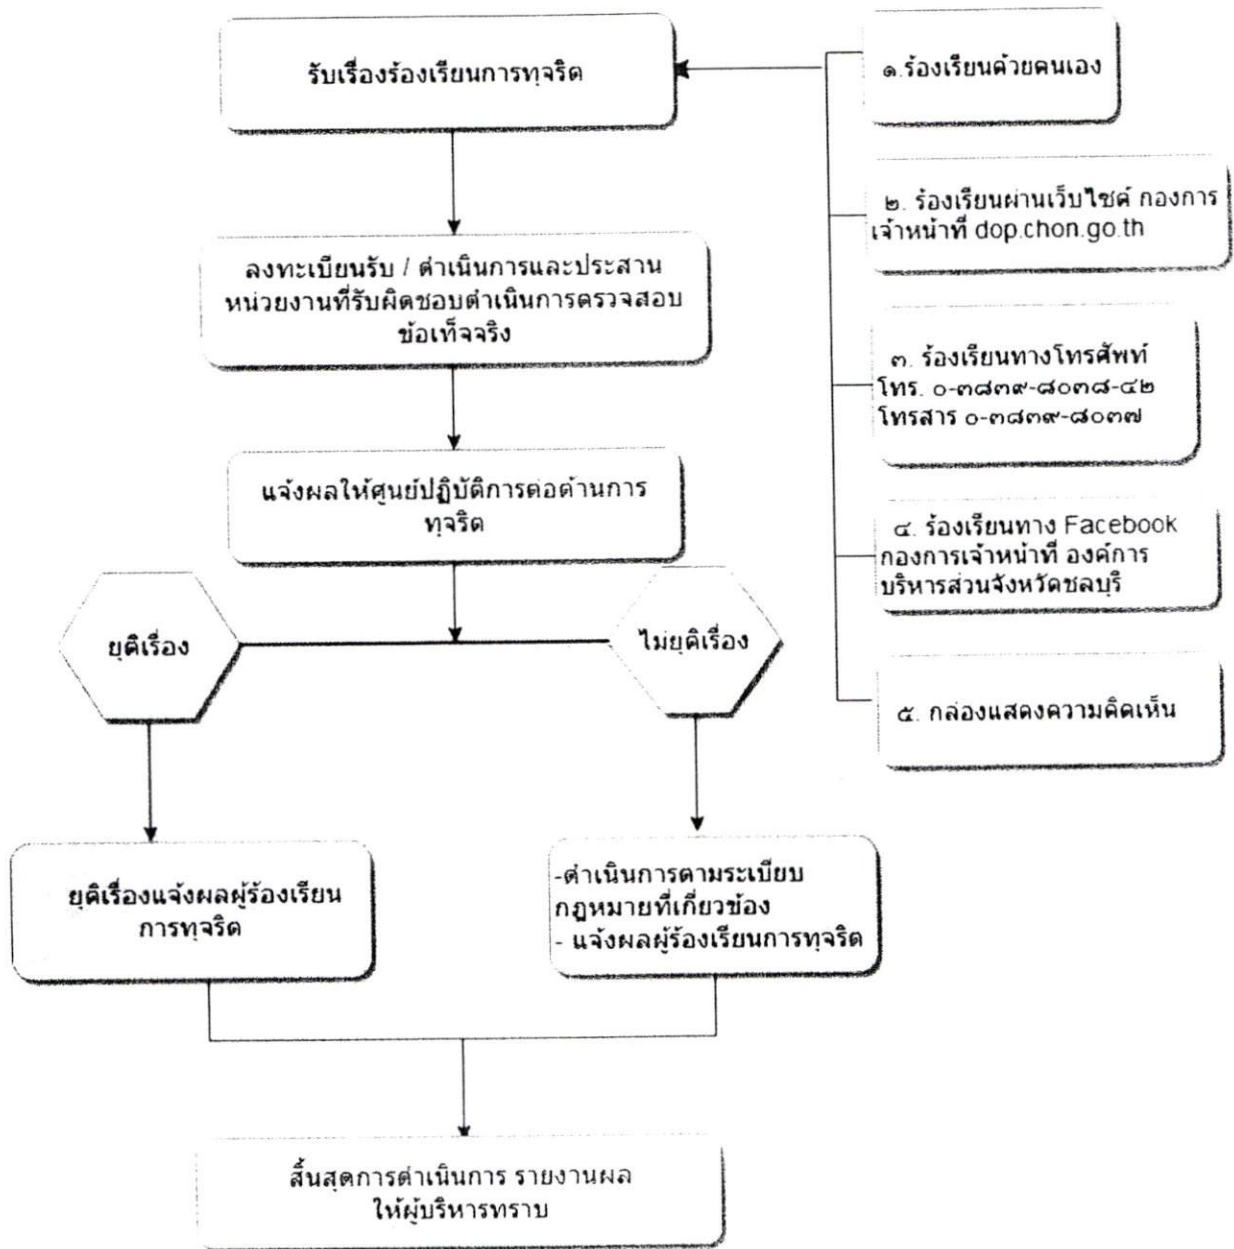 รับเรื่องร้องเรียนการทุจริต
๑.ร้องเรียนด้วยตนเอง
๒. ร้องเรียนผ่านเว็บไซต์ กองการ
เจ้าหน้าที่ dop.chon.go.th
ลงทะเบียนรับ / ดำเนินการและประสาน
หน่วยงานที่รับผิดชอบดำเนินการตรวจสอบ
ข้อเท็จจริง
๓. ร้องเรียนทางโทรศัพท์
โทร. ๐-๓๘๓๙-๘๐๓๘-๔๒
โทรสาร ๐-๓๘๓๙-๘๐๓๗
แจ้งผลให้ศูนย์ปฏิบัติการต่อต้านการ
ทุจริต
๔. ร้องเรียนทาง Facebook
กองการเจ้าหน้าที่ องค์การ
บริหารส่วนจังหวัดชลบุรี
ยุติเรื่อง
ไม่ยุติเรื่อง
๕. กล่องแสดงความคิดเห็น
ยุติเรื่องแจ้งผลผู้ร้องเรียน
การทุจริต
-ดำเนินการตามระเบียบ
กฎหมายที่เกี่ยวข้อง
- แจ้งผลผู้ร้องเรียนการทุจริต
สิ้นสุดการดำเนินการ รายงานผล
ให้ผู้บริหารทราบ